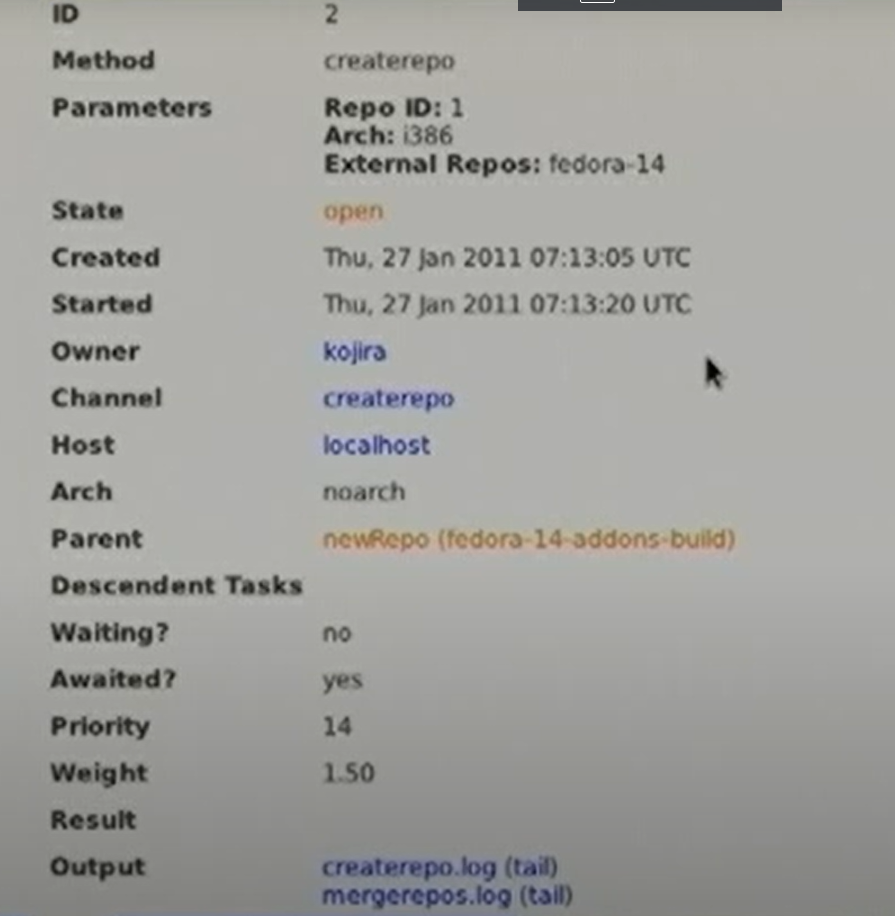 ID 2
Method createrepo
Parameters Repo ID: 1
Arch: i386
External Repos: fedora-14
State open
Created Thu, 27 Jan 2011 07:13:05 UTC
Started Thu, 27 Jan 2011 07:13:20 UTC
Owner kojira
Channel createrepo
Host localhost
Arch noarch
Parent newRepo (fedora-14-addons-build)
Descendent Tasks
Waiting? no
Awaited? yes
Priority 14
Weight 1.50
Result
Output createrepo.log (tail)
mergerepos.log (tail)